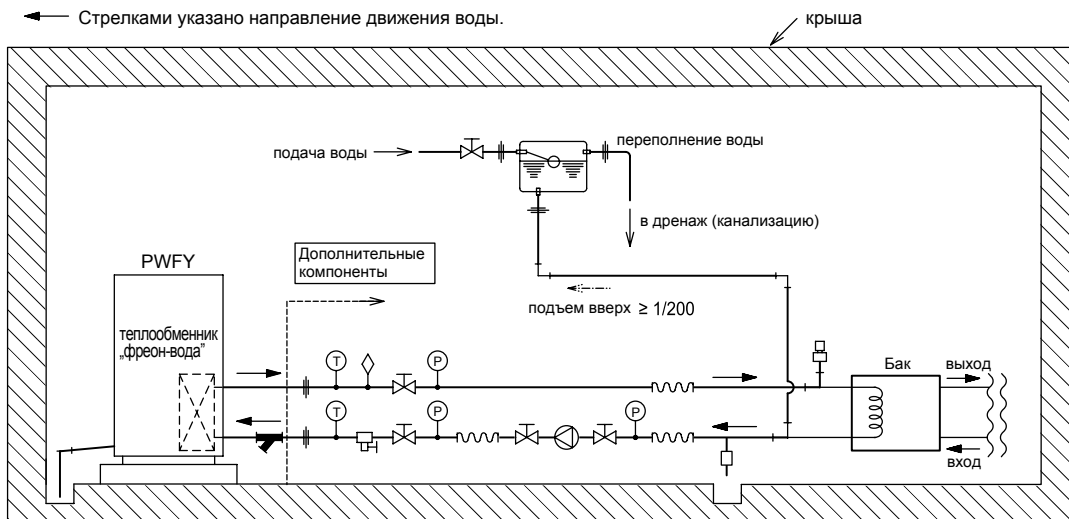 Стрелками указано направление движения воды.
крыша
подача воды
переполнение воды
в дренаж (канализацию)
PWFY
Дополнительные
компоненты
подъем вверх ≥ 1/200
теплообменник
„фреон-вода”
T
P
Бак
выход
T
P
P
вход